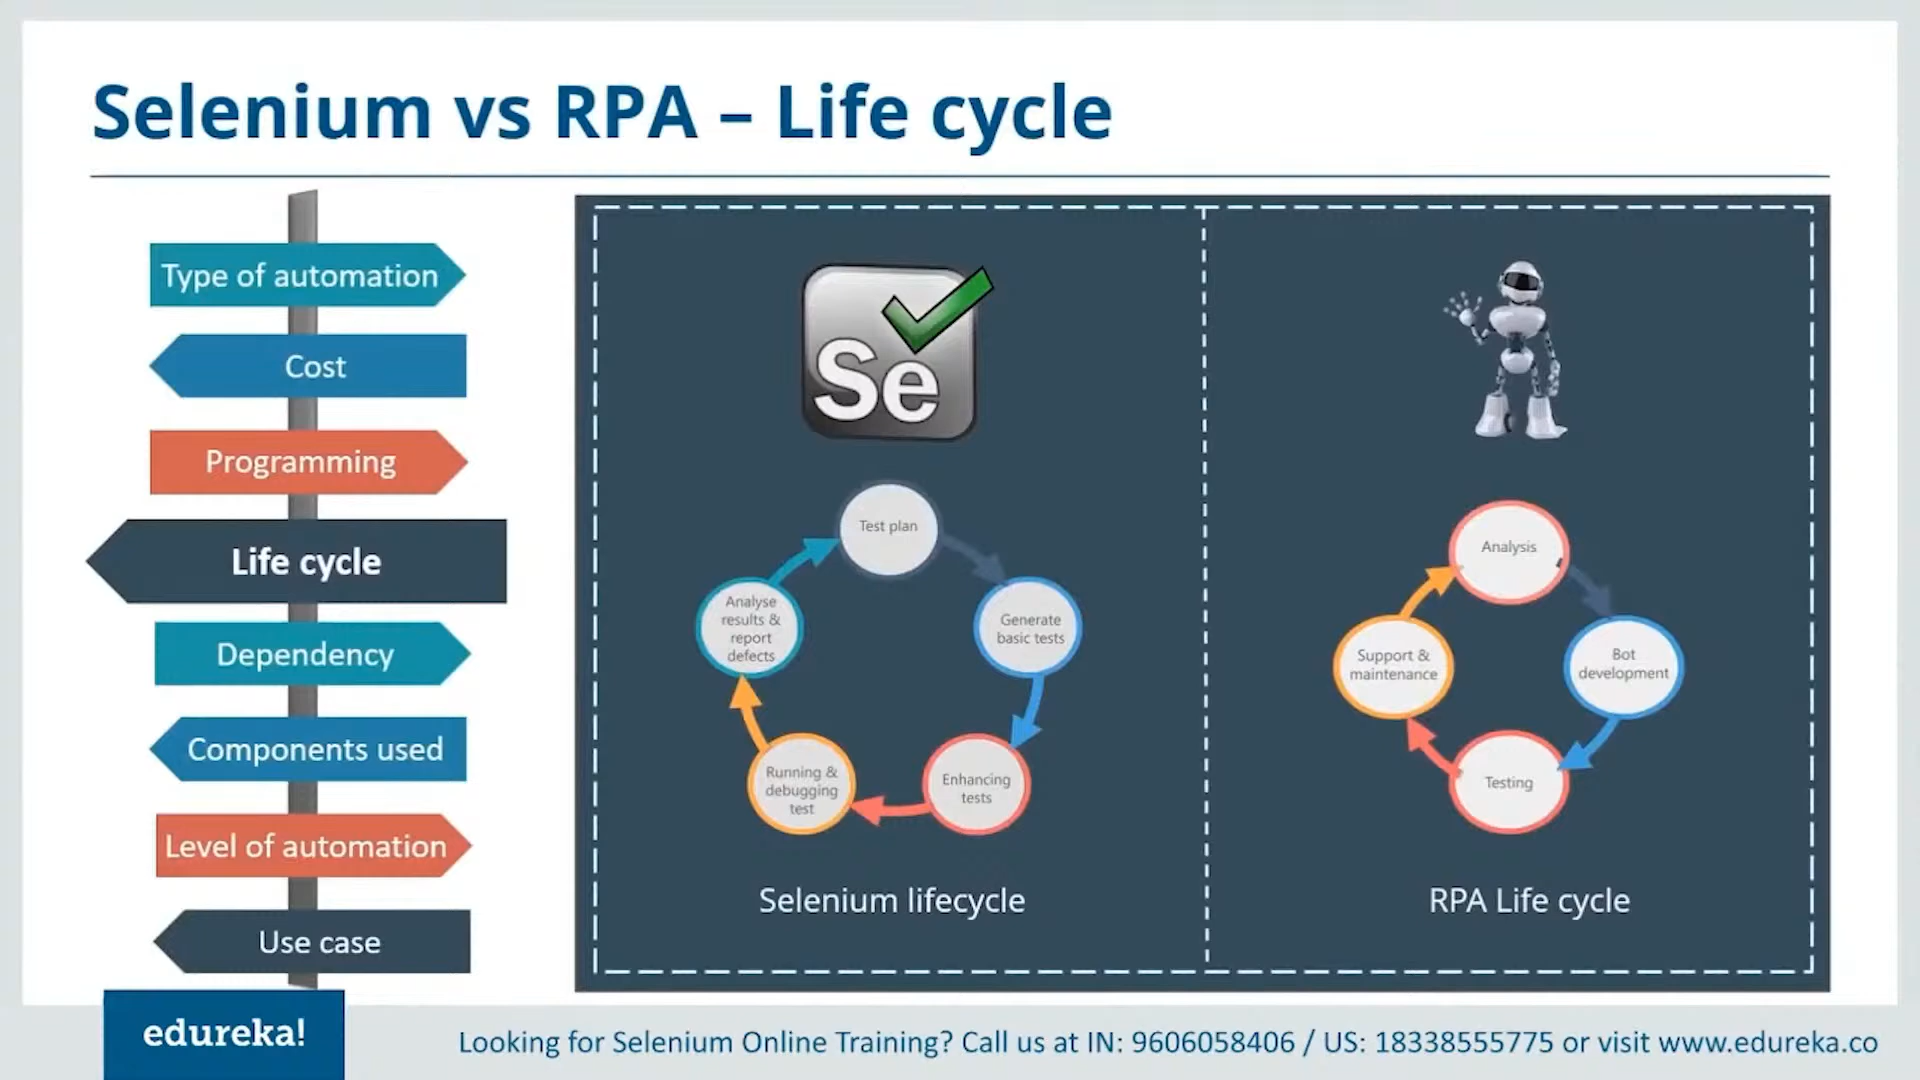 Selenium vs RPA – Life cycle
Type of automation
Cost
Programming
Life cycle
Dependency
Components used
Level of automation
Use case
Se
Test plan
Generate
basic tests
Enhancing
tests
Running &
debugging
test
Analyse
results &
report
defects
Selenium lifecycle
Analysis
Bot
development
Testing
Support &
maintenance
RPA Life cycle
edureka!
Looking for Selenium Online Training? Call us at IN: 9606058406 / US: 18338555775 or visit www.edureka.co